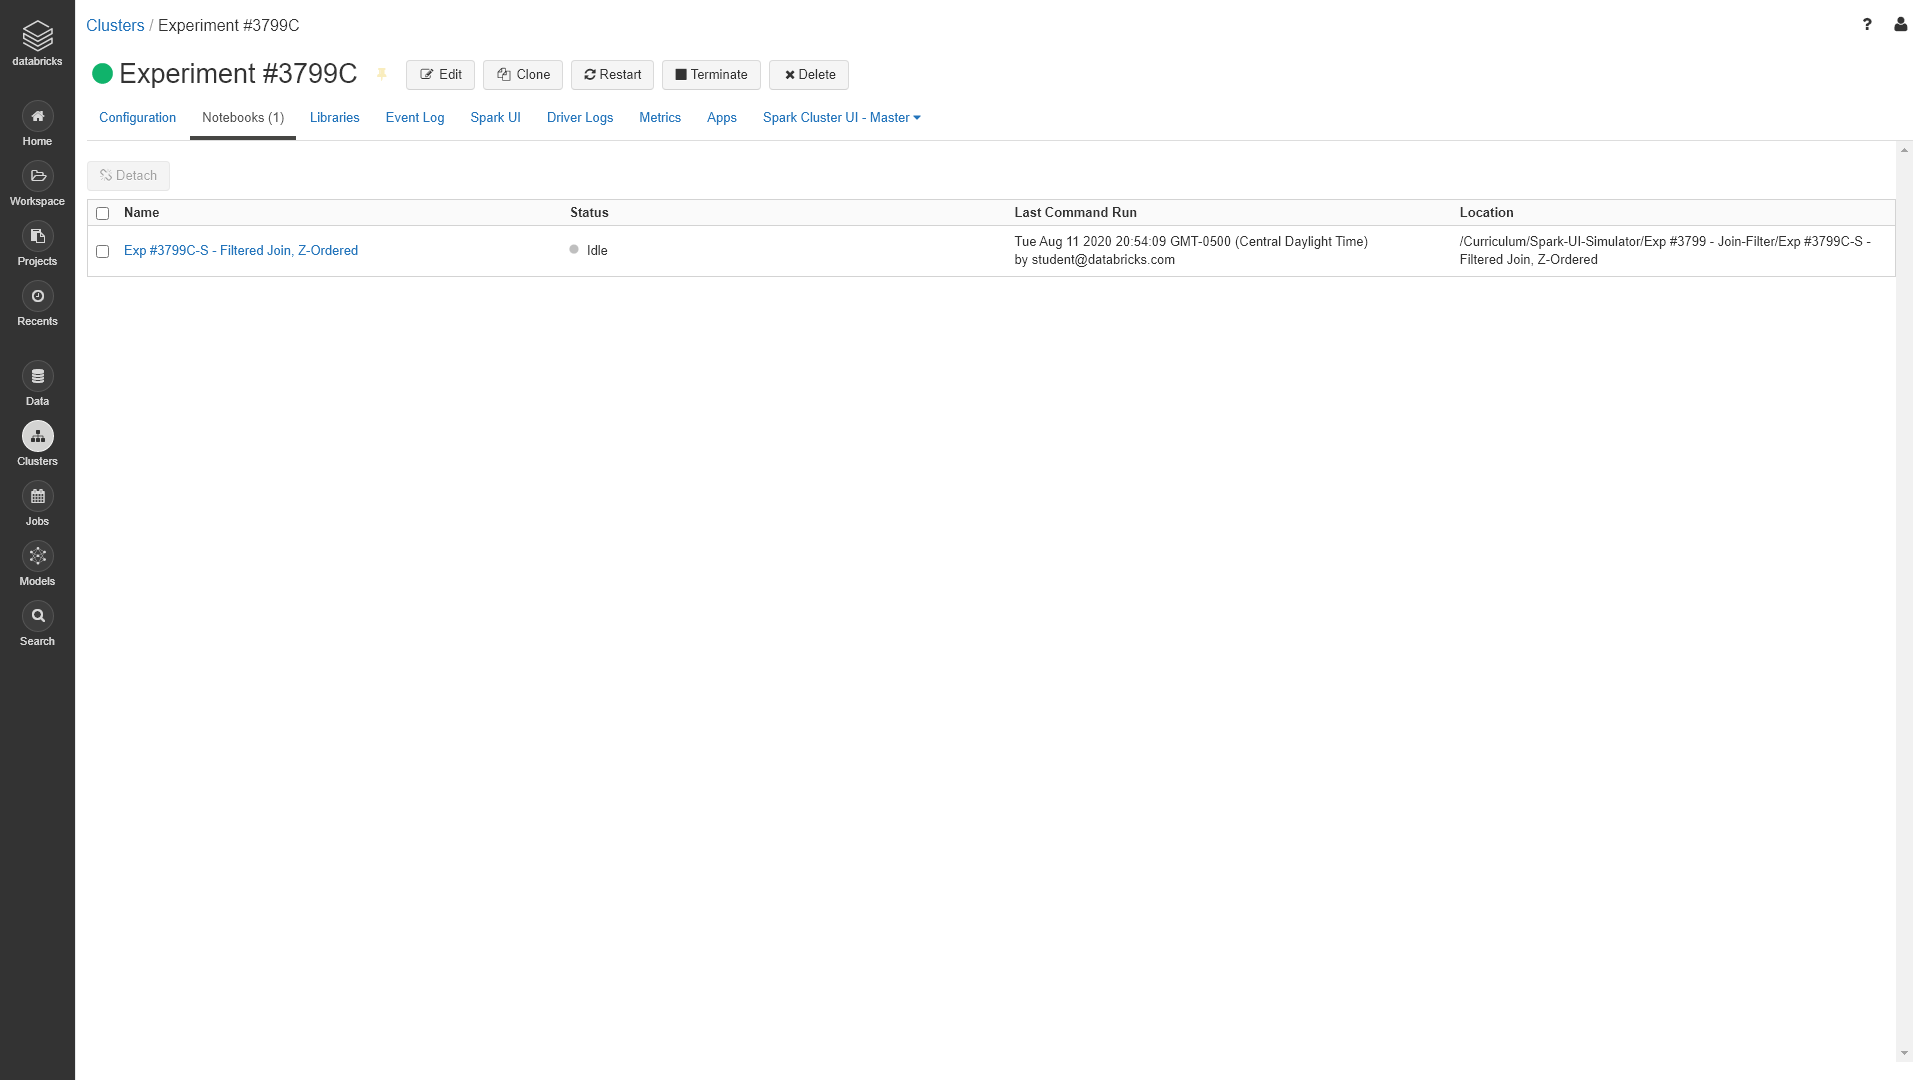 databricks
Home
Workspace
Projects
Recents
Data
Clusters
Jobs
Models
Search
Clusters / Experiment #3799C
?
Experiment #3799C
Edit
Clone
Restart
Terminate
Delete
Configuration
Notebooks (1)
Libraries
Event Log
Spark UI
Driver Logs
Metrics
Apps
Spark Cluster UI - Master
Detach
Name
Status
Last Command Run
Location
Exp #3799C-S - Filtered Join, Z-Ordered
Idle
Tue Aug 11 2020 20:54:09 GMT-0500 (Central Daylight Time)
by student@databricks.com
/Curriculum/Spark-UI-Simulator/Exp #3799 - Join-Filter/Exp #3799C-S -
Filtered Join, Z-Ordered